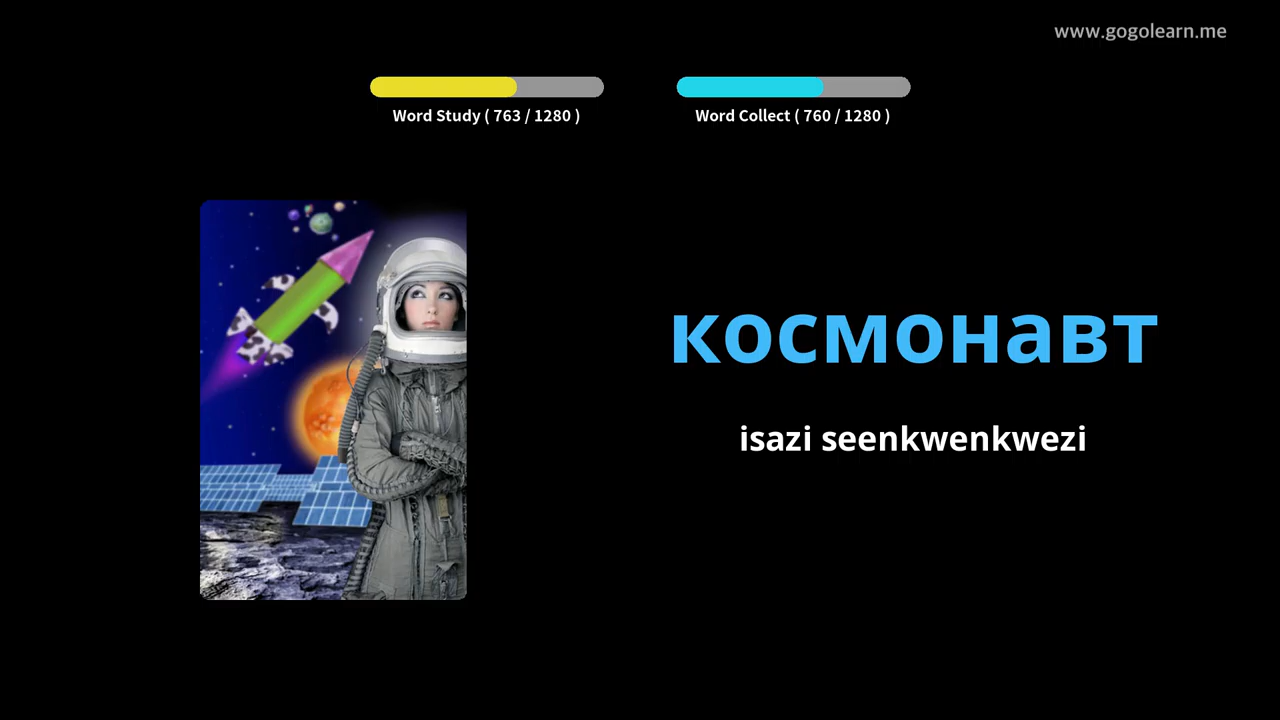 www.gogolearn.me
Word Study ( 763 / 1280 )
Word Collect ( 760 / 1280 )
космонавт
isazi seenkwenkwezi